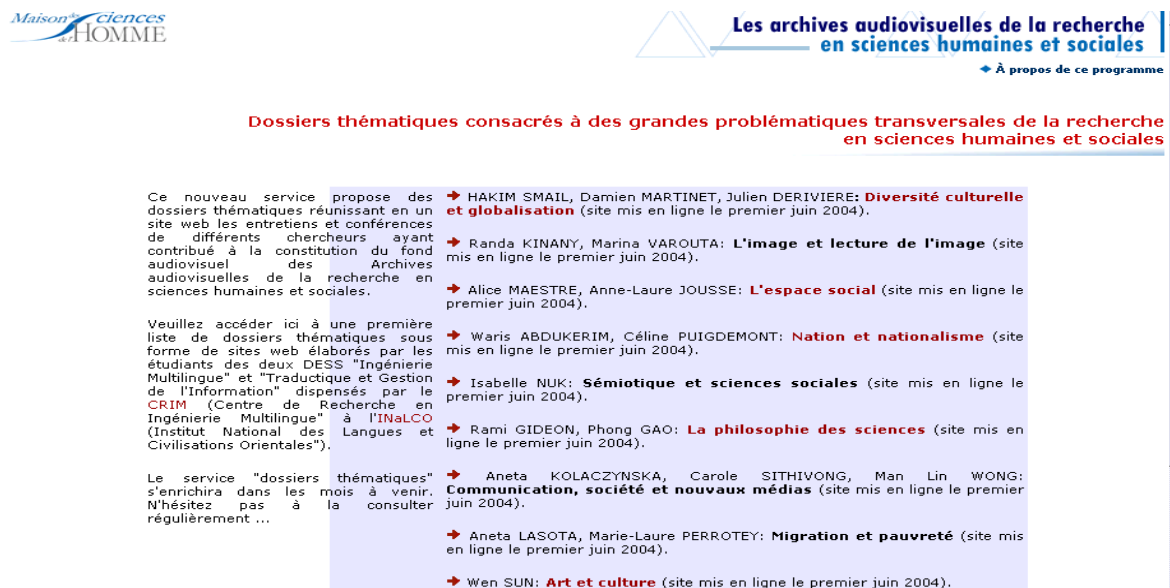 Maison des Sciences
de l'HOMME
Les archives audiovisuelles de la recherche
en sciences humaines et sociales
À propos de ce programme
Dossiers thématiques consacrés à des grandes problématiques transversales de la recherche
en sciences humaines et sociales
Ce nouveau service propose des
dossiers thématiques réunissant en un
site web les entretiens et conférences
de différents chercheurs ayant
contribué à la constitution du fond
audiovisuel des Archives
audiovisuelles de la recherche en
sciences humaines et sociales.
Veuillez accéder ici à une première
liste de dossiers thématiques sous
forme de sites web élaborés par les
étudiants des deux DESS "Ingénierie
Multilingue" et "Traductique et Gestion
de l'Information" dispensés par le
CRIM (Centre de Recherche en
Ingénierie Multilingue" à l'INaLCO
(Institut National des Langues et
Civilisations Orientales").
Le service "dossiers thématiques"
s'enrichira dans les mois à venir.
N'hésitez pas à la consulter
régulièrement ...
HAKIM SMAIL, Damien MARTINET, Julien DERIVIERE: Diversité culturelle
et globalisation (site mis en ligne le premier juin 2004).
Randa KINANY, Marina VAROUTA: L'image et lecture de l'image (site
mis en ligne le premier juin 2004).
Alice MAESTRE, Anne-Laure JOUSSE: L'espace social (site mis en ligne le
premier juin 2004).
Waris ABDUKERIM, Céline PUIGDEMONT: Nation et nationalisme (site
mis en ligne le premier juin 2004).
Isabelle NUK: Sémiotique et sciences sociales (site mis en ligne le
premier juin 2004).
Rami GIDEON, Phong GAO: La philosophie des sciences (site mis en
ligne le premier juin 2004).
Aneta KOLACZYNSKA, Carole SITHIVONG, Man Lin WONG:
Communication, société et nouvaux médias (site mis en ligne le premier
juin 2004).
Aneta LASOTA, Marie-Laure PERROTEY: Migration et pauvreté (site mis
en ligne le premier juin 2004).
Wen SUN: Art et culture (site mis en ligne le premier juin 2004).